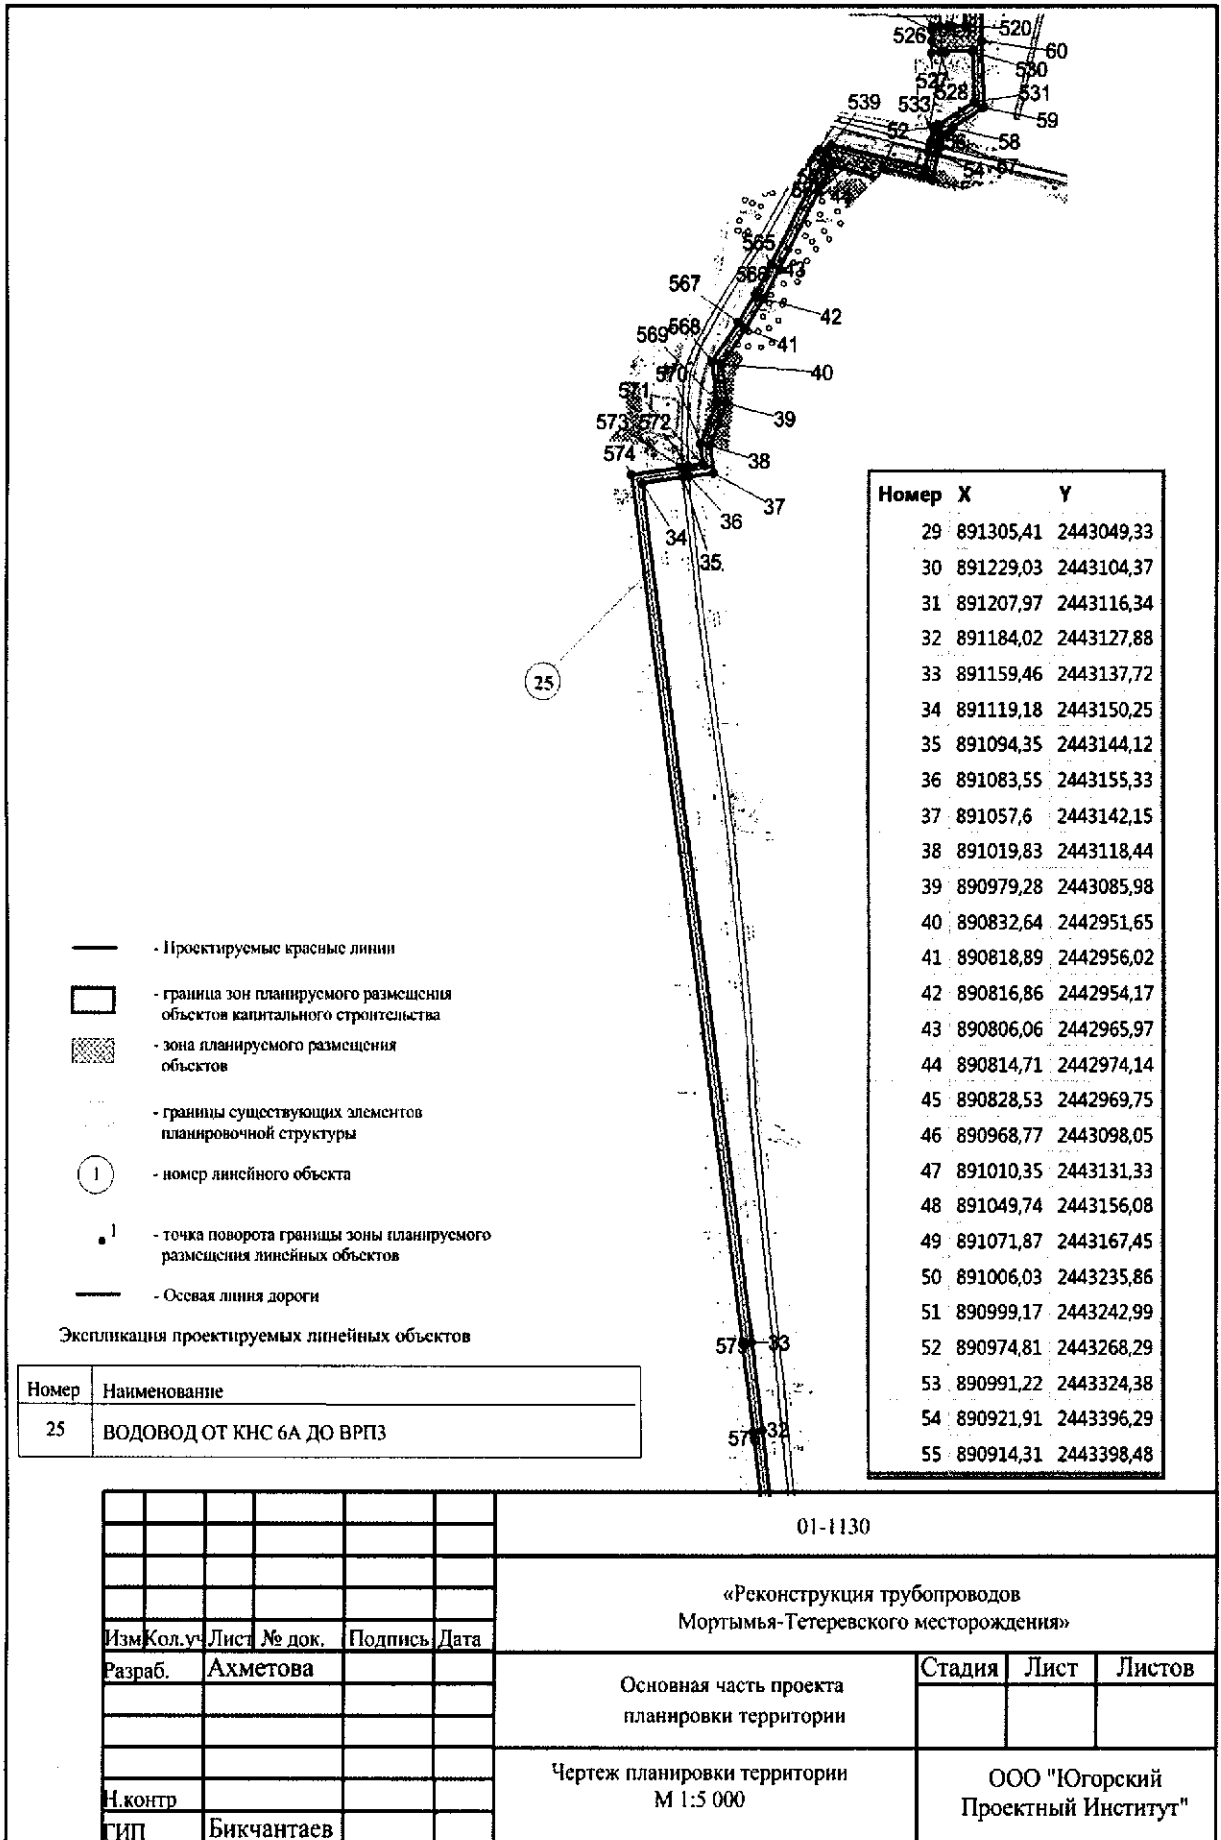 526
520
60
530
527
528
531
59
539
533
52
58
57
54
565
43
566
567
42
568
569
41
40
570
571
39
573
572
38
574
37
36
34
35
25
Номер X Y
29 891305,41 2443049,33
30 891229,03 2443104,37
31 891207,97 2443116,34
32 891184,02 2443127,88
33 891159,46 2443137,72
34 891119,18 2443150,25
35 891094,35 2443144,12
36 891083,55 2443155,33
37 891057,6 2443142,15
38 891019,83 2443118,44
39 890979,28 2443085,98
40 890832,64 2442951,65
41 890818,89 2442956,02
42 890816,86 2442954,17
43 890806,06 2442965,97
44 890814,71 2442974,14
45 890828,53 2442969,75
46 890968,77 2443098,05
47 891010,35 2443131,33
48 891049,74 2443156,08
49 891071,87 2443167,45
50 891006,03 2443235,86
51 890999,17 2443242,99
52 890974,81 2443268,29
53 890991,22 2443324,38
54 890921,91 2443396,29
55 890914,31 2443398,48
- Проектируемые красные линии
- граница зон планируемого размещения
объектов капитального строительства
- зона планируемого размещения
объектов
- границы существующих элементов
планировочной структуры
1 - номер линейного объекта
1 - точка поворота границы зоны планируемого
размещения линейных объектов
- Осевая линия дороги
33
32
Экспликация проектируемых линейных объектов
Номер Наименование
25 ВОДОВОД ОТ КНС 6А ДО ВРП3
01-1130
«Реконструкция трубопроводов
Мортымья-Тетеревского месторождения»
Изм Кол.уч Лист № док. Подпись Дата
Разраб. Ахметова
Основная часть проекта
планировки территории
Стадия Лист Листов
Чертеж планировки территории
М 1:5 000
ООО "Югорский
Проектный Институт"
Н.контр
ГИП Бикчантаев